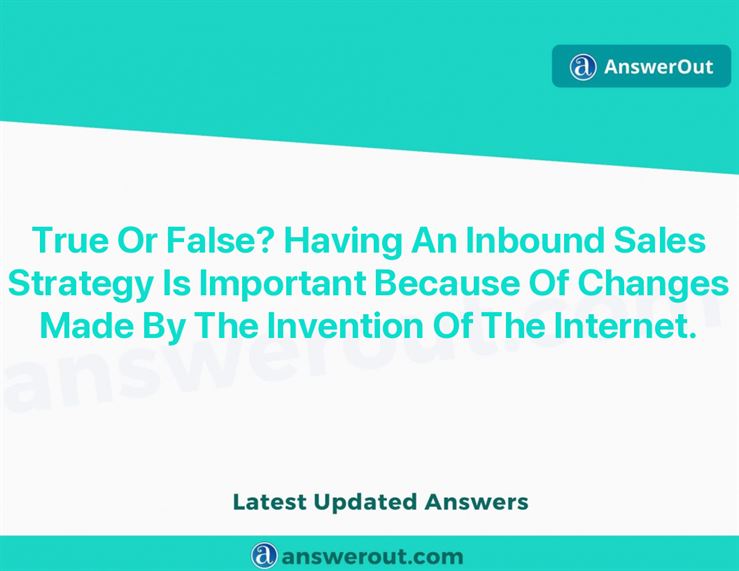 AnswerOut
True Or False? Having An Inbound Sales
Strategy Is Important Because Of Changes
Made By The Invention Of The Internet.
answerout.com
Latest Updated Answers
answerout.com